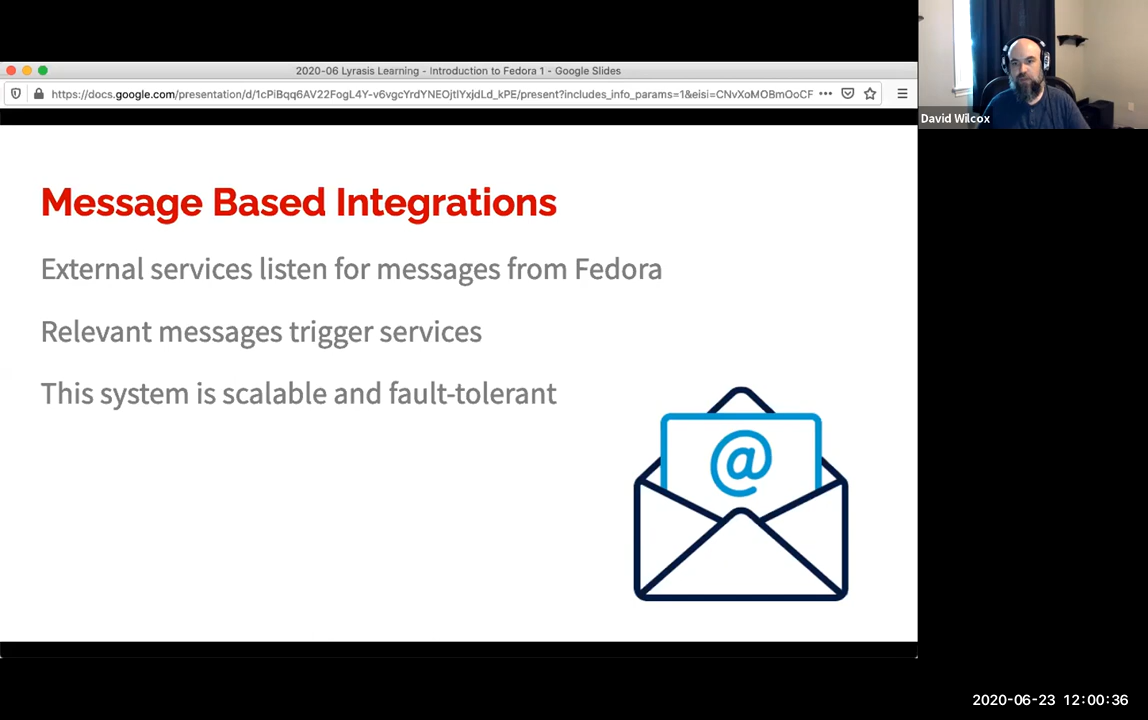 2020-06 Lyrasis Learning - Introduction to Fedora 1 - Google Slides
https://docs.google.com/presentation/d/1cPiBqq6AV22FogL4Y-v6vgcYrdYNEOjtlYxjdLd_kPE/present?includes_info_params=1&eisi=CNvXoMOBmOoCF
David Wilcox
Message Based Integrations
External services listen for messages from Fedora
Relevant messages trigger services
This system is scalable and fault-tolerant
@
2020-06-23 12:00:36